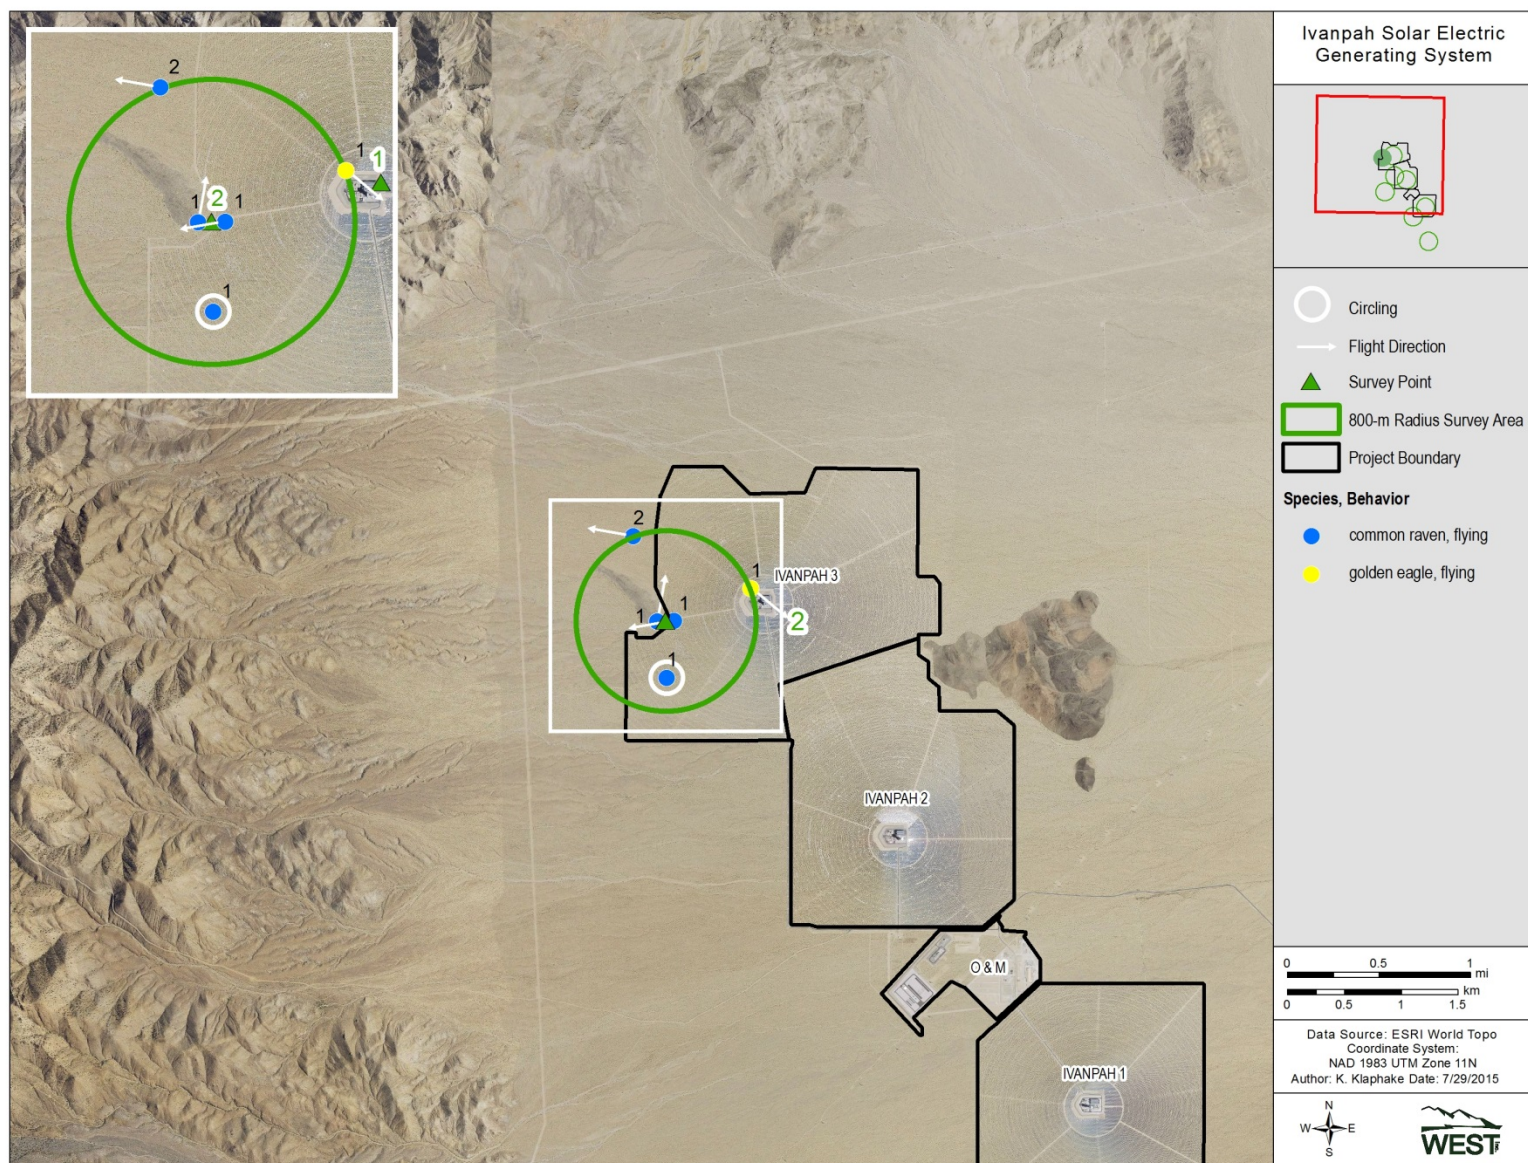 Ivanpah Solar Electric
Generating System
2
1
1
1
2
1
1
2
1
IVANPAH 3
1
1
2
1
IVANPAH 2
O & M
IVANPAH 1
Circling
Flight Direction
Survey Point
800-m Radius Survey Area
Project Boundary
Species, Behavior
common raven, flying
golden eagle, flying
0 0.5 1
mi
km
0 0.5 1 1.5
Data Source: ESRI World Topo
Coordinate System:
NAD 1983 UTM Zone 11N
Author: K. Klaphake Date: 7/29/2015
N
W E
S
WEST